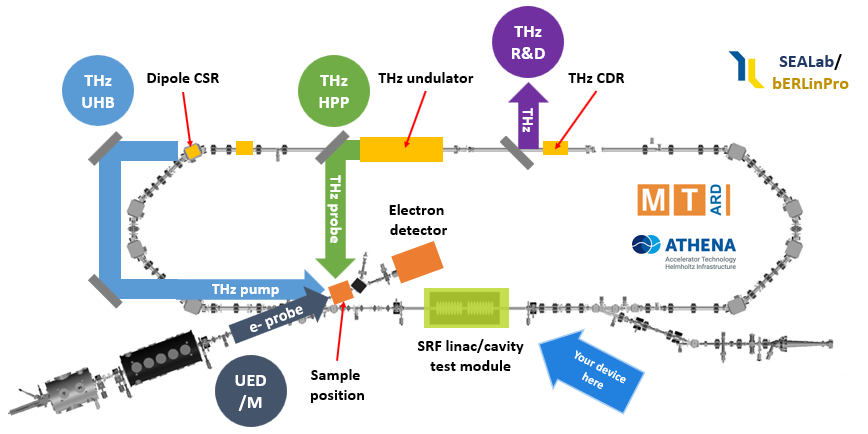 THz
UHB
Dipole CSR
THz
HPP
THz undulator
THz
R&D
THz CDR
SEALab/
bERLinPro
THz
THz probe
MT
ARD
Electron
detector
ATHENA
Accelerator Technology
Helmholtz Infrastructure
THz pump
e- probe
SRF linac/cavity
test module
Your device
here
UED
/M
Sample
position